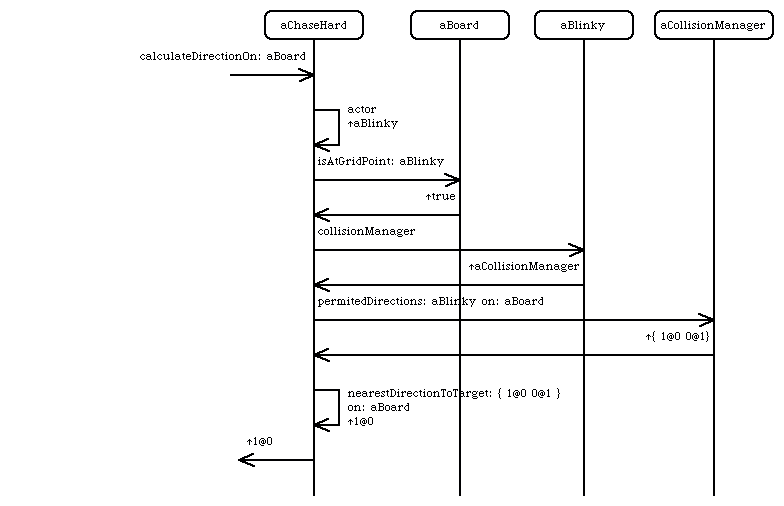 aChaseHard
aBoard
aBlinky
aCollisionManager
calculateDirectionOn: aBoard
actor
↑aBlinky
isAtGridPoint: aBlinky
↑true
collisionManager
↑aCollisionManager
permitedDirections: aBlinky on: aBoard
↑{ 1@0 0@1}
nearestDirectionToTarget: { 1@0 0@1 }
on: aBoard
↑1@0
↑1@0